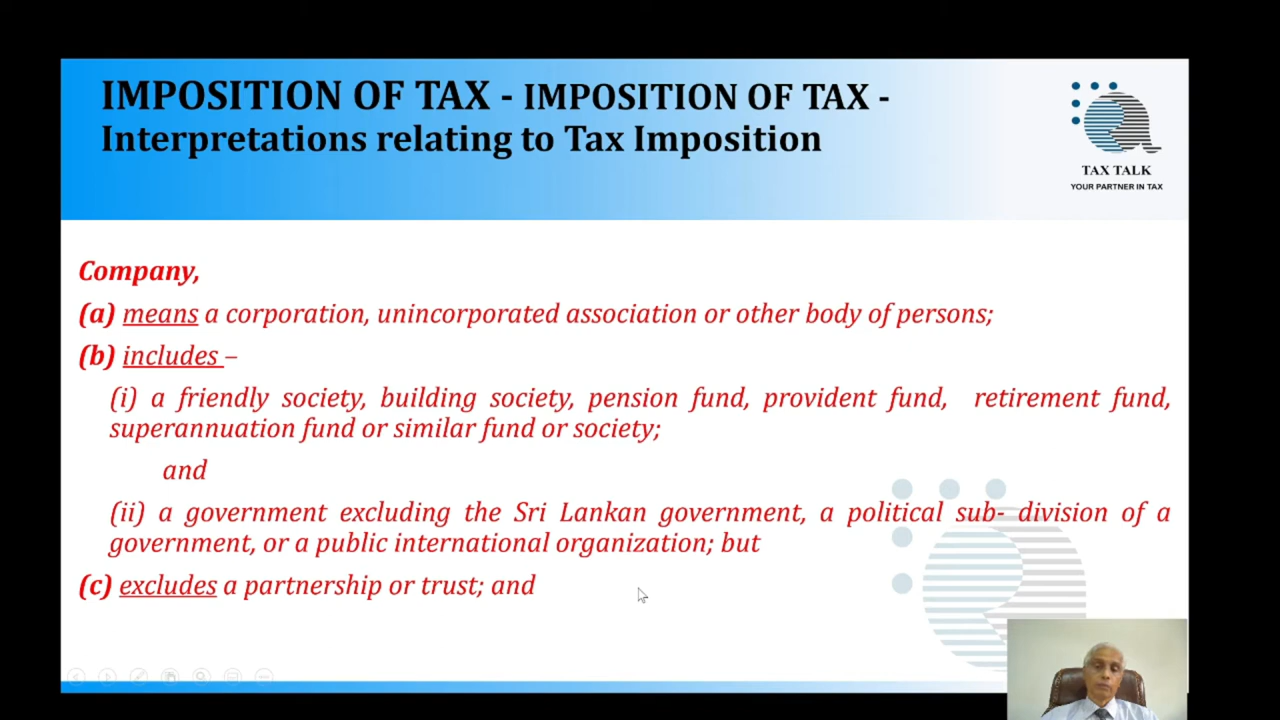 IMPOSITION OF TAX - IMPOSITION OF TAX -
Interpretations relating to Tax Imposition
TAX TALK
YOUR PARTNER IN TAX
Company,
(a) means a corporation, unincorporated association or other body of persons;
(b) includes –
(i) a friendly society, building society, pension fund, provident fund, retirement fund,
superannuation fund or similar fund or society;
and
(ii) a government excluding the Sri Lankan government, a political sub- division of a
government, or a public international organization; but
(c) excludes a partnership or trust; and